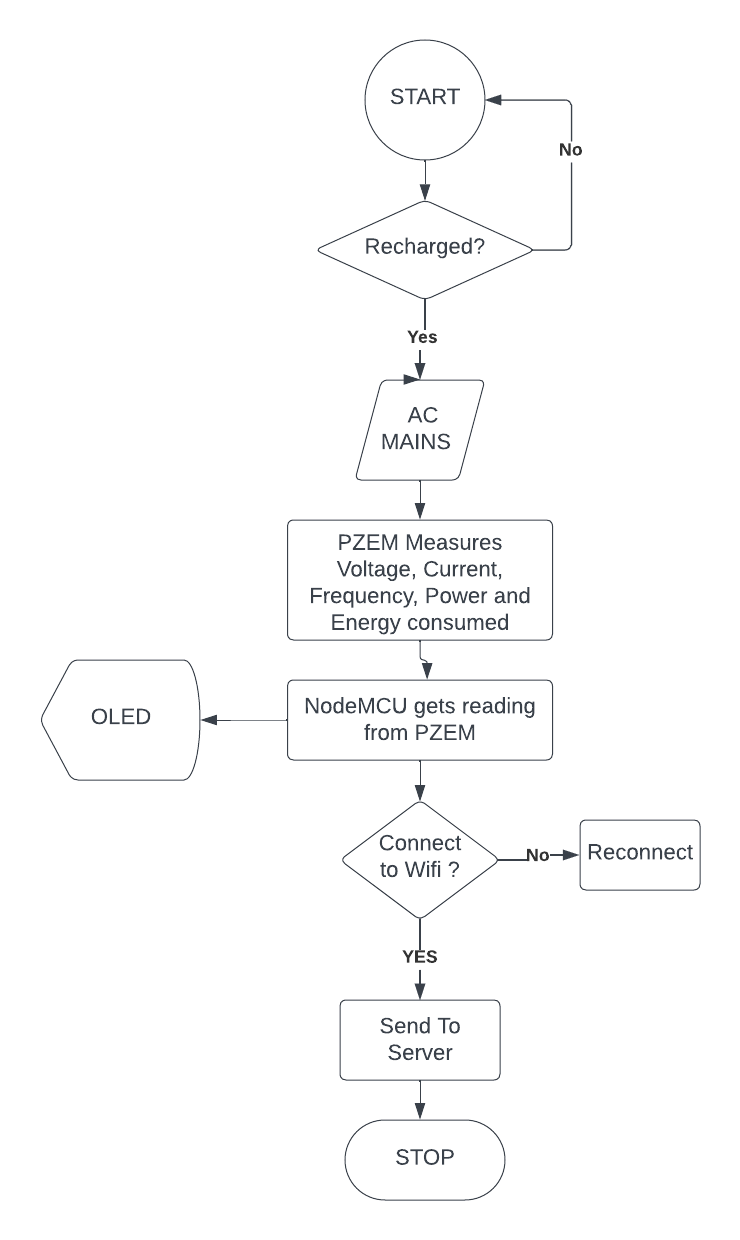 START
No
Recharged?
Yes
AC
MAINS
PZEM Measures
Voltage, Current,
Frequency, Power and
Energy consumed
OLED
NodeMCU gets reading
from PZEM
Connect
to Wifi ?
No
Reconnect
YES
Send To
Server
STOP